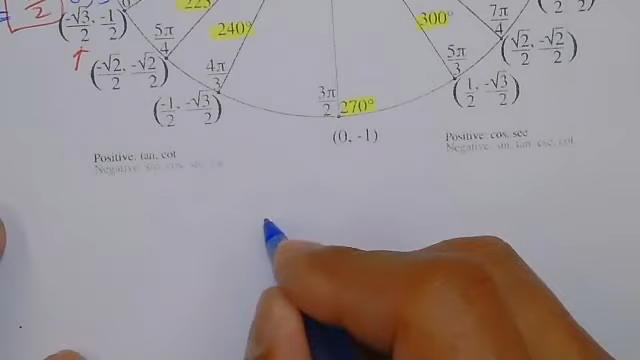 √3/2
(-√3/2, -1/2)
225
240°
300°
7π/4
5π/4
(-√2/2, -√2/2)
(√2/2, -√2/2)
4π/3
5π/3
(-1/2, -√3/2)
(1/2, -√3/2)
3π/2
270°
(0, -1)
Positive: tan, cot
Negative: sin, cos, sec, csc
Positive: cos, sec
Negative: sin, tan, csc, cot